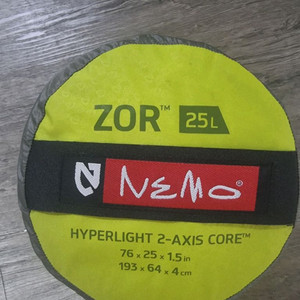 ZOR™ 25L
NEMO®
HYPERLIGHT 2-AXIS CORE™
76 x 25 x 1.5 in
193 x 64 x 4 cm